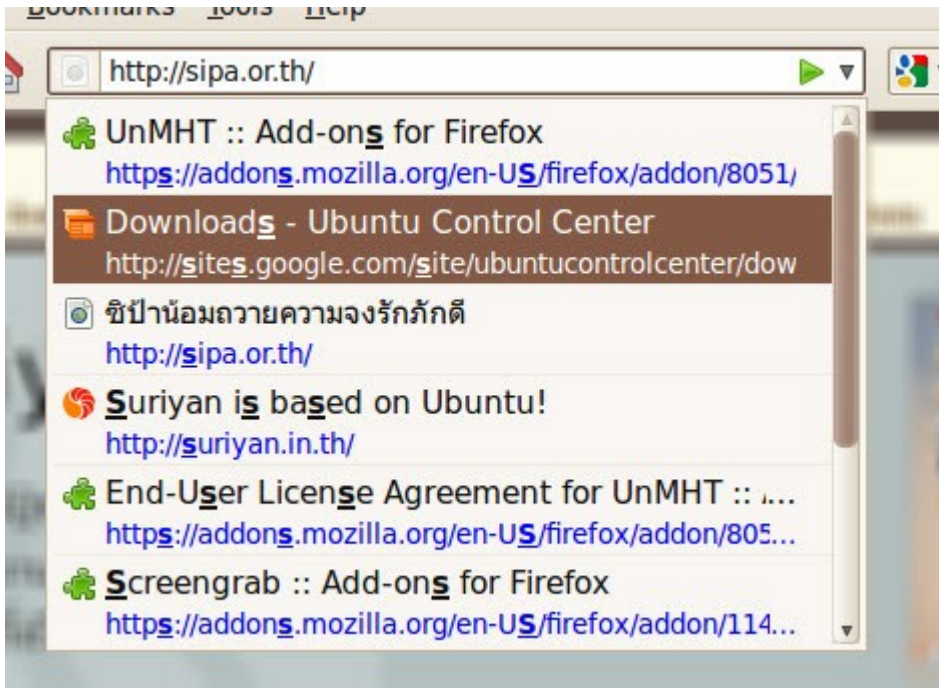 Bookmarks Tools Help
http://sipa.or.th/
UnMHT :: Add-ons for Firefox
https://addons.mozilla.org/en-US/firefox/addon/8051/
Downloads - Ubuntu Control Center
http://sites.google.com/site/ubuntucontrolcenter/dow
ซิป้าน้อมถวายความจงรักภักดี
http://sipa.or.th/
Suriyan is based on Ubuntu!
http://suriyan.in.th/
End-User License Agreement for UnMHT :: ...
https://addons.mozilla.org/en-US/firefox/addon/805...
Screengrab :: Add-ons for Firefox
https://addons.mozilla.org/en-US/firefox/addon/114...